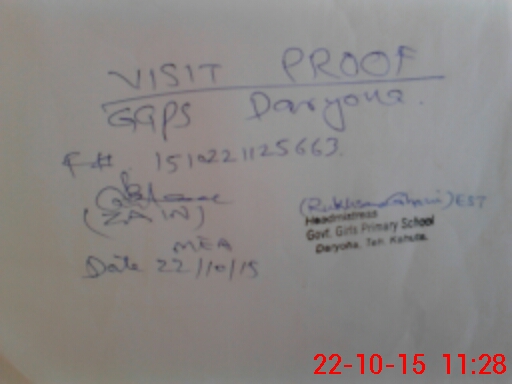 VISIT PROOF
GGPS Daryona.
F# 1510221125663.
(ZAIN)
MEA
Date 22/10/15
EST
Headmistress
Govt. Girls Primary School
Daryona, Teh. Kahuta.
22-10-15 11:28